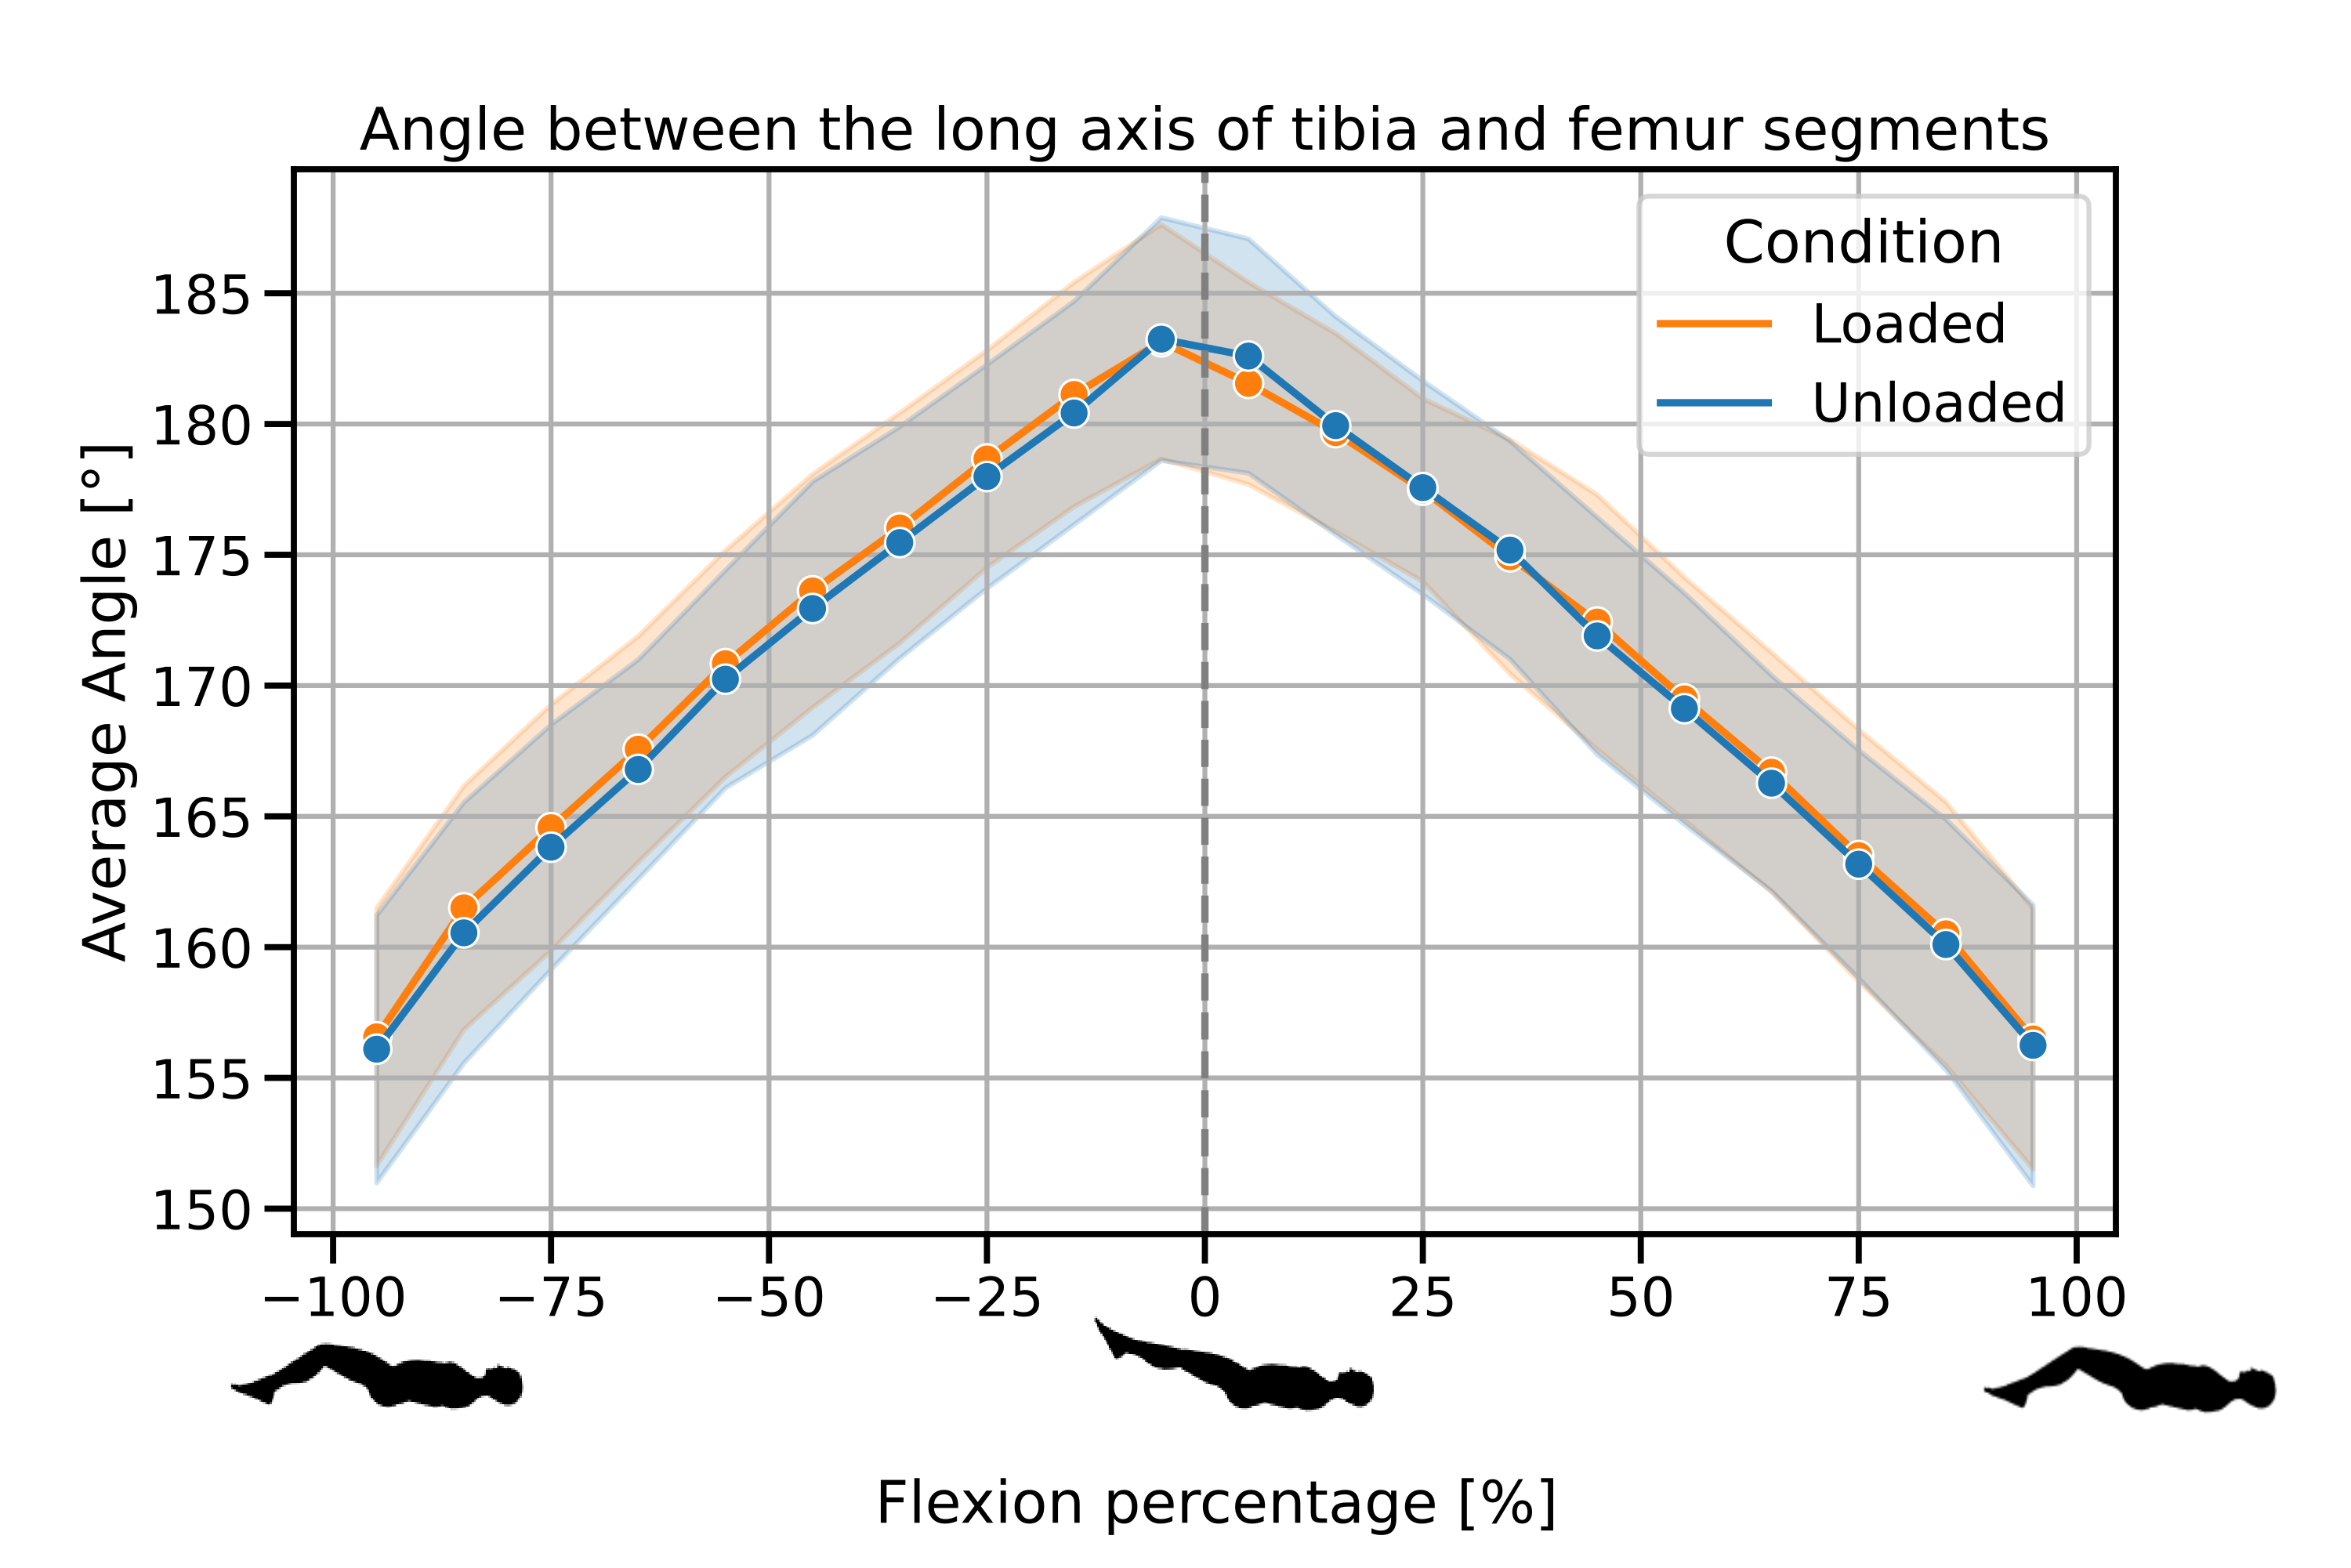 Angle between the long axis of tibia and femur segments
Condition
Loaded
Unloaded
Average Angle [°]
185
180
175
170
165
160
155
150
−100 −75 −50 −25 0 25 50 75 100
Flexion percentage [%]